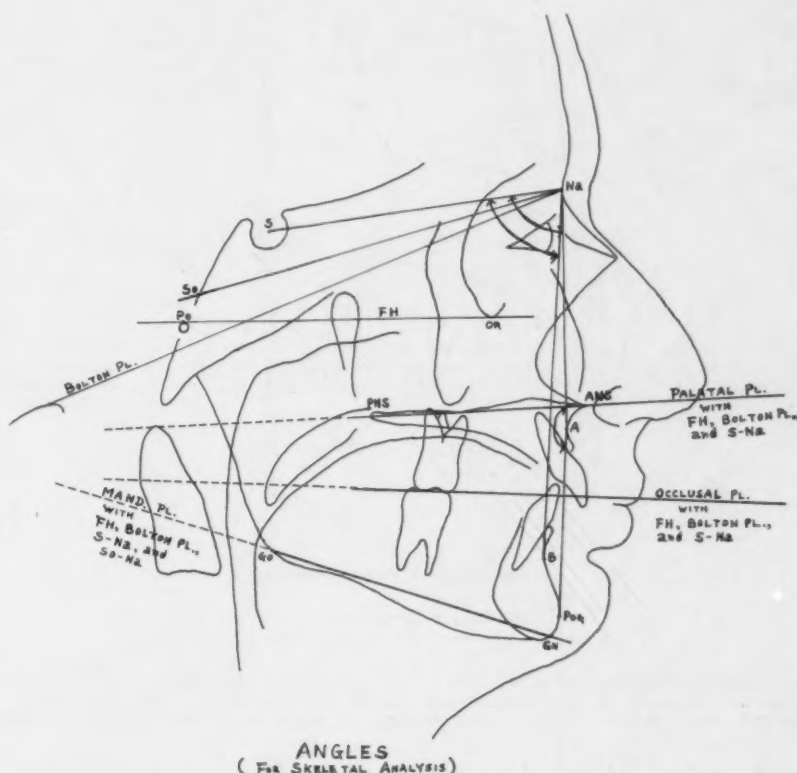 Na
S
So
Po
FH
OR
BOLTON PL.
PNS
ANS
PALATAL PL.
WITH
FH, BOLTON PL.,
and S-Na
A
MAND. PL.
WITH
FH, BOLTON PL.,
S-Na, and
So-Na
OCCLUSAL PL.
WITH
FH, BOLTON PL.,
and S-Na
B
GO
POG
GN
ANGLES
( FOR SKELETAL ANALYSIS)